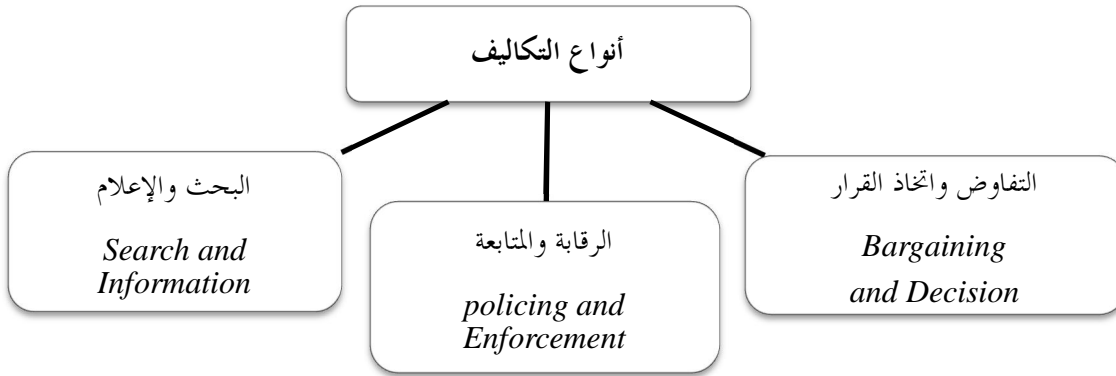 أنواع التكاليف
التفاوض واتخاذ القرار
Bargaining
and Decision
الرقابة والمتابعة
policing and
Enforcement
البحث والإعلام
Search and
Information